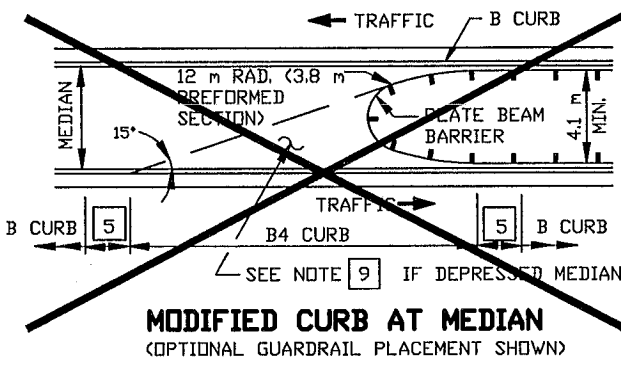 TRAFFIC
B CURB
12 m RAD. (3.8 m
PREFORMED
SECTION)
PLATE BEAM
BARRIER
MEDIAN
4.1 m
MIN.
15°
TRAFFIC
B CURB
5
B4 CURB
5
B CURB
SEE NOTE 9 IF DEPRESSED MEDIAN
MODIFIED CURB AT MEDIAN
(OPTIONAL GUARDRAIL PLACEMENT SHOWN)